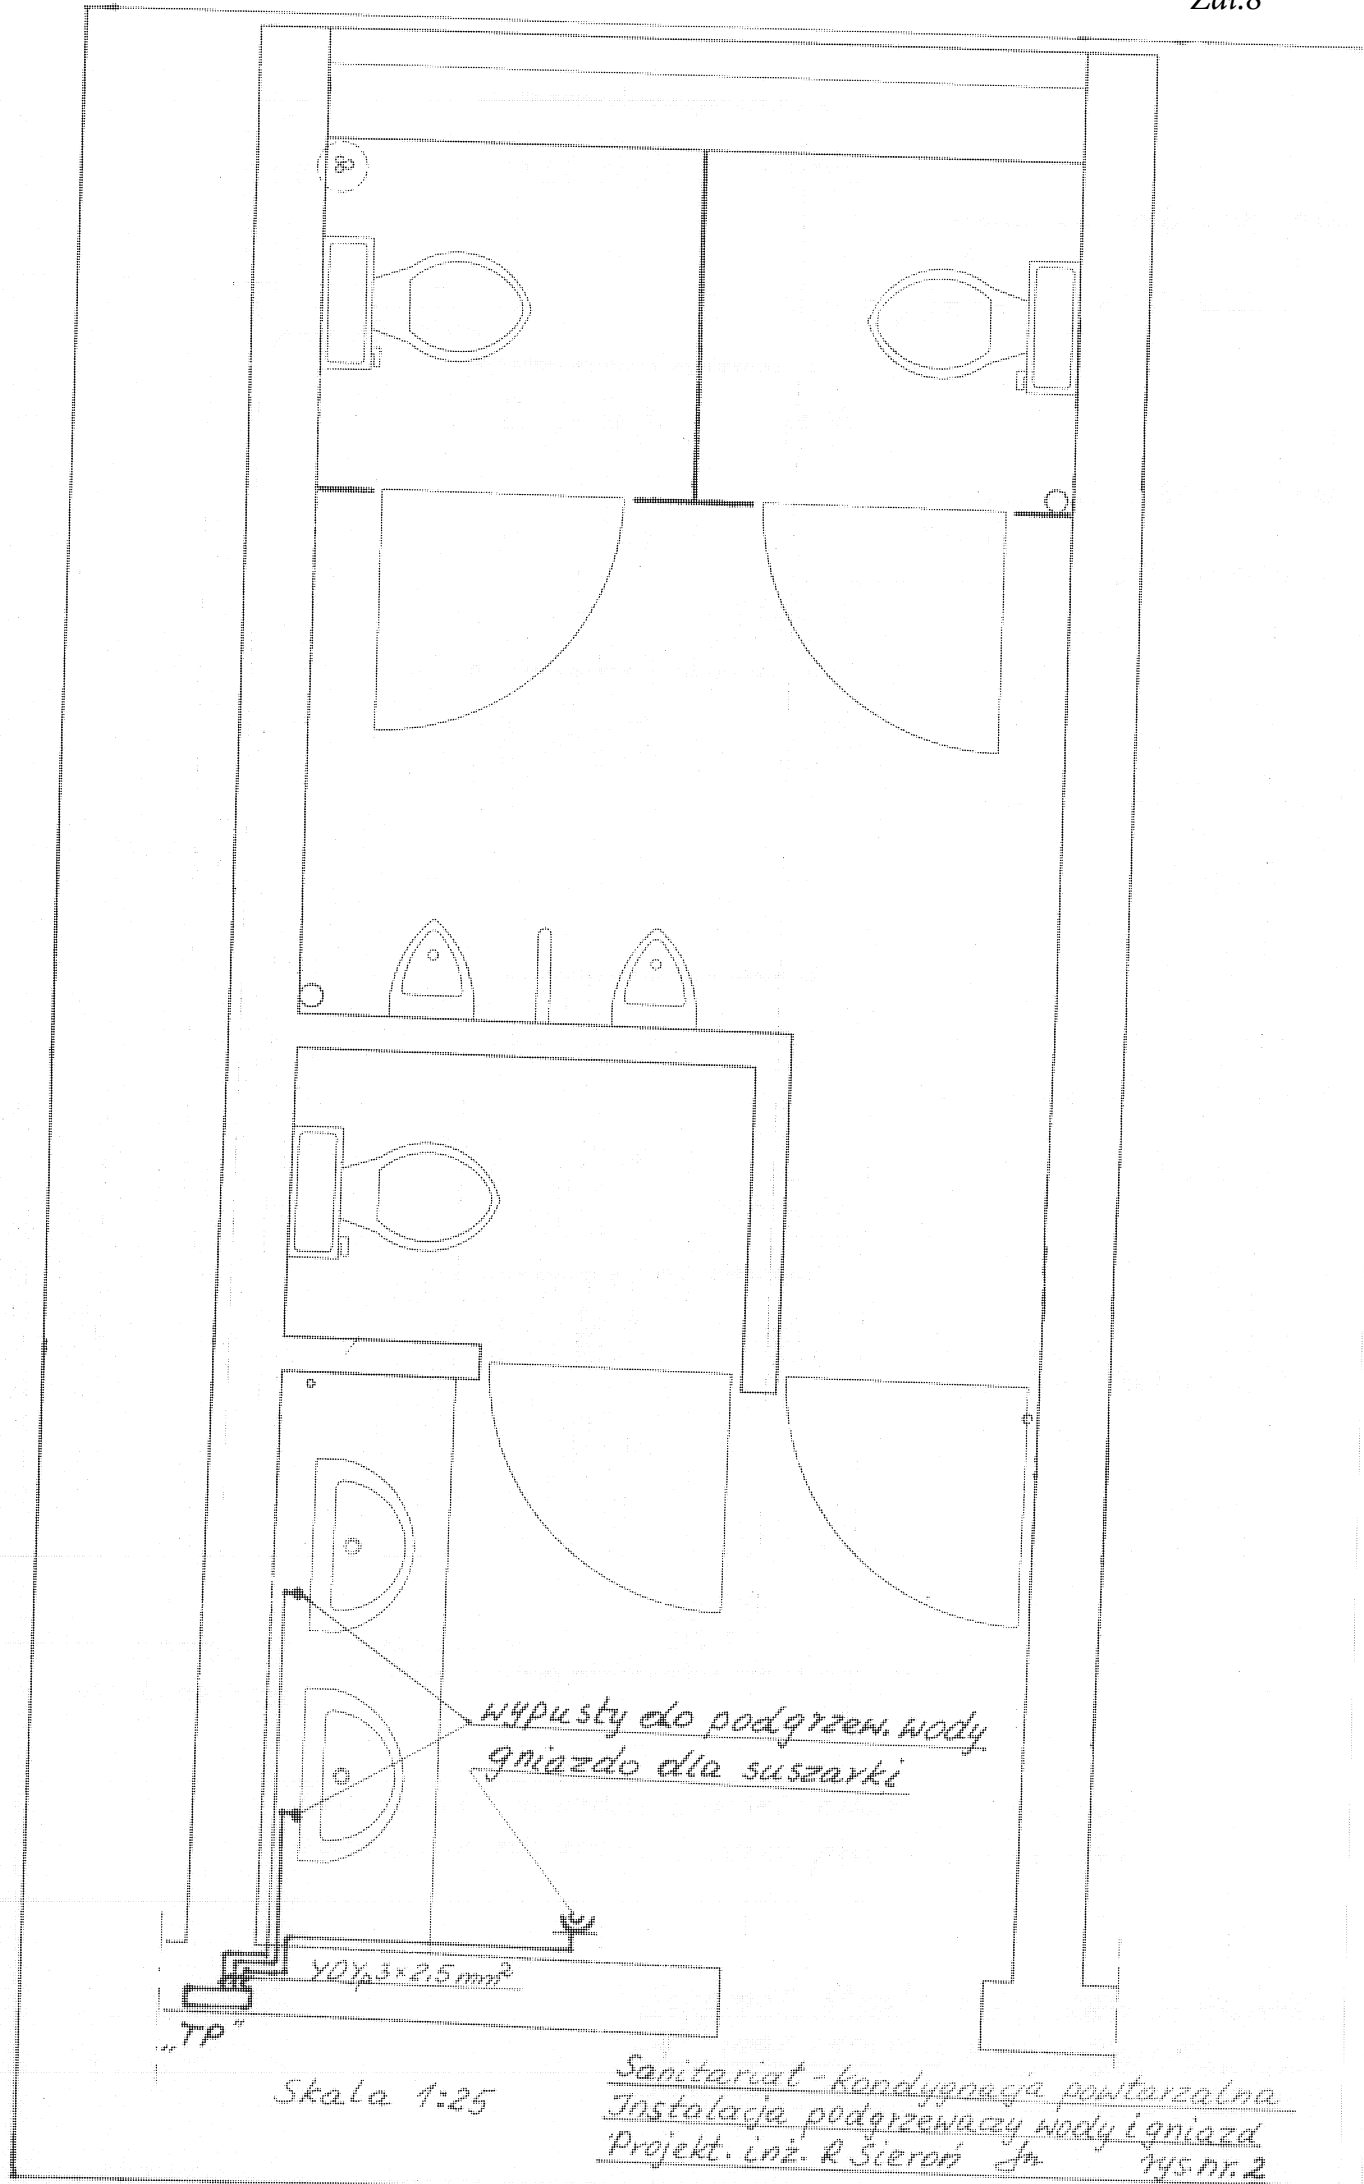 Zał.8
wypusty do podgrzew. wody
gniazdo dla suszarki
YDYp 3×2.5 mm²
„TP"
Skala 1:25
Sanitariat - kondygnacja powtarzalna
Instalacja podgrzewaczy wody i gniazd
Projekt. inż. R Sieroń rys nr. 2